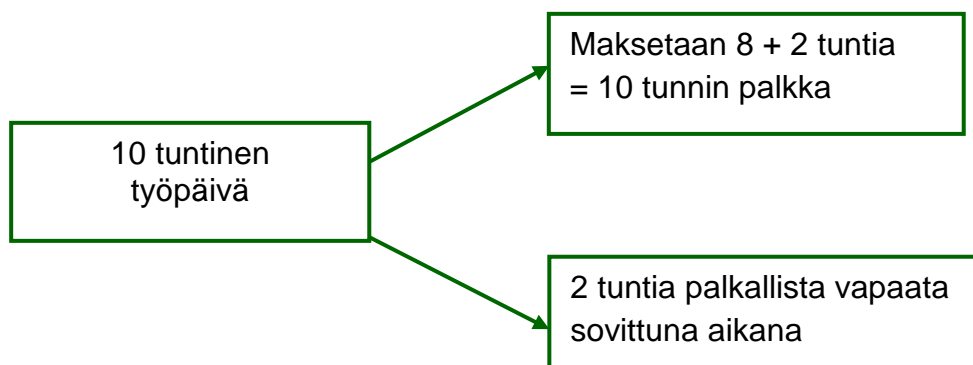 Maksetaan 8 + 2 tuntia
= 10 tunnin palkka
10 tuntinen
työpäivä
2 tuntia palkallista vapaata
sovittuna aikana